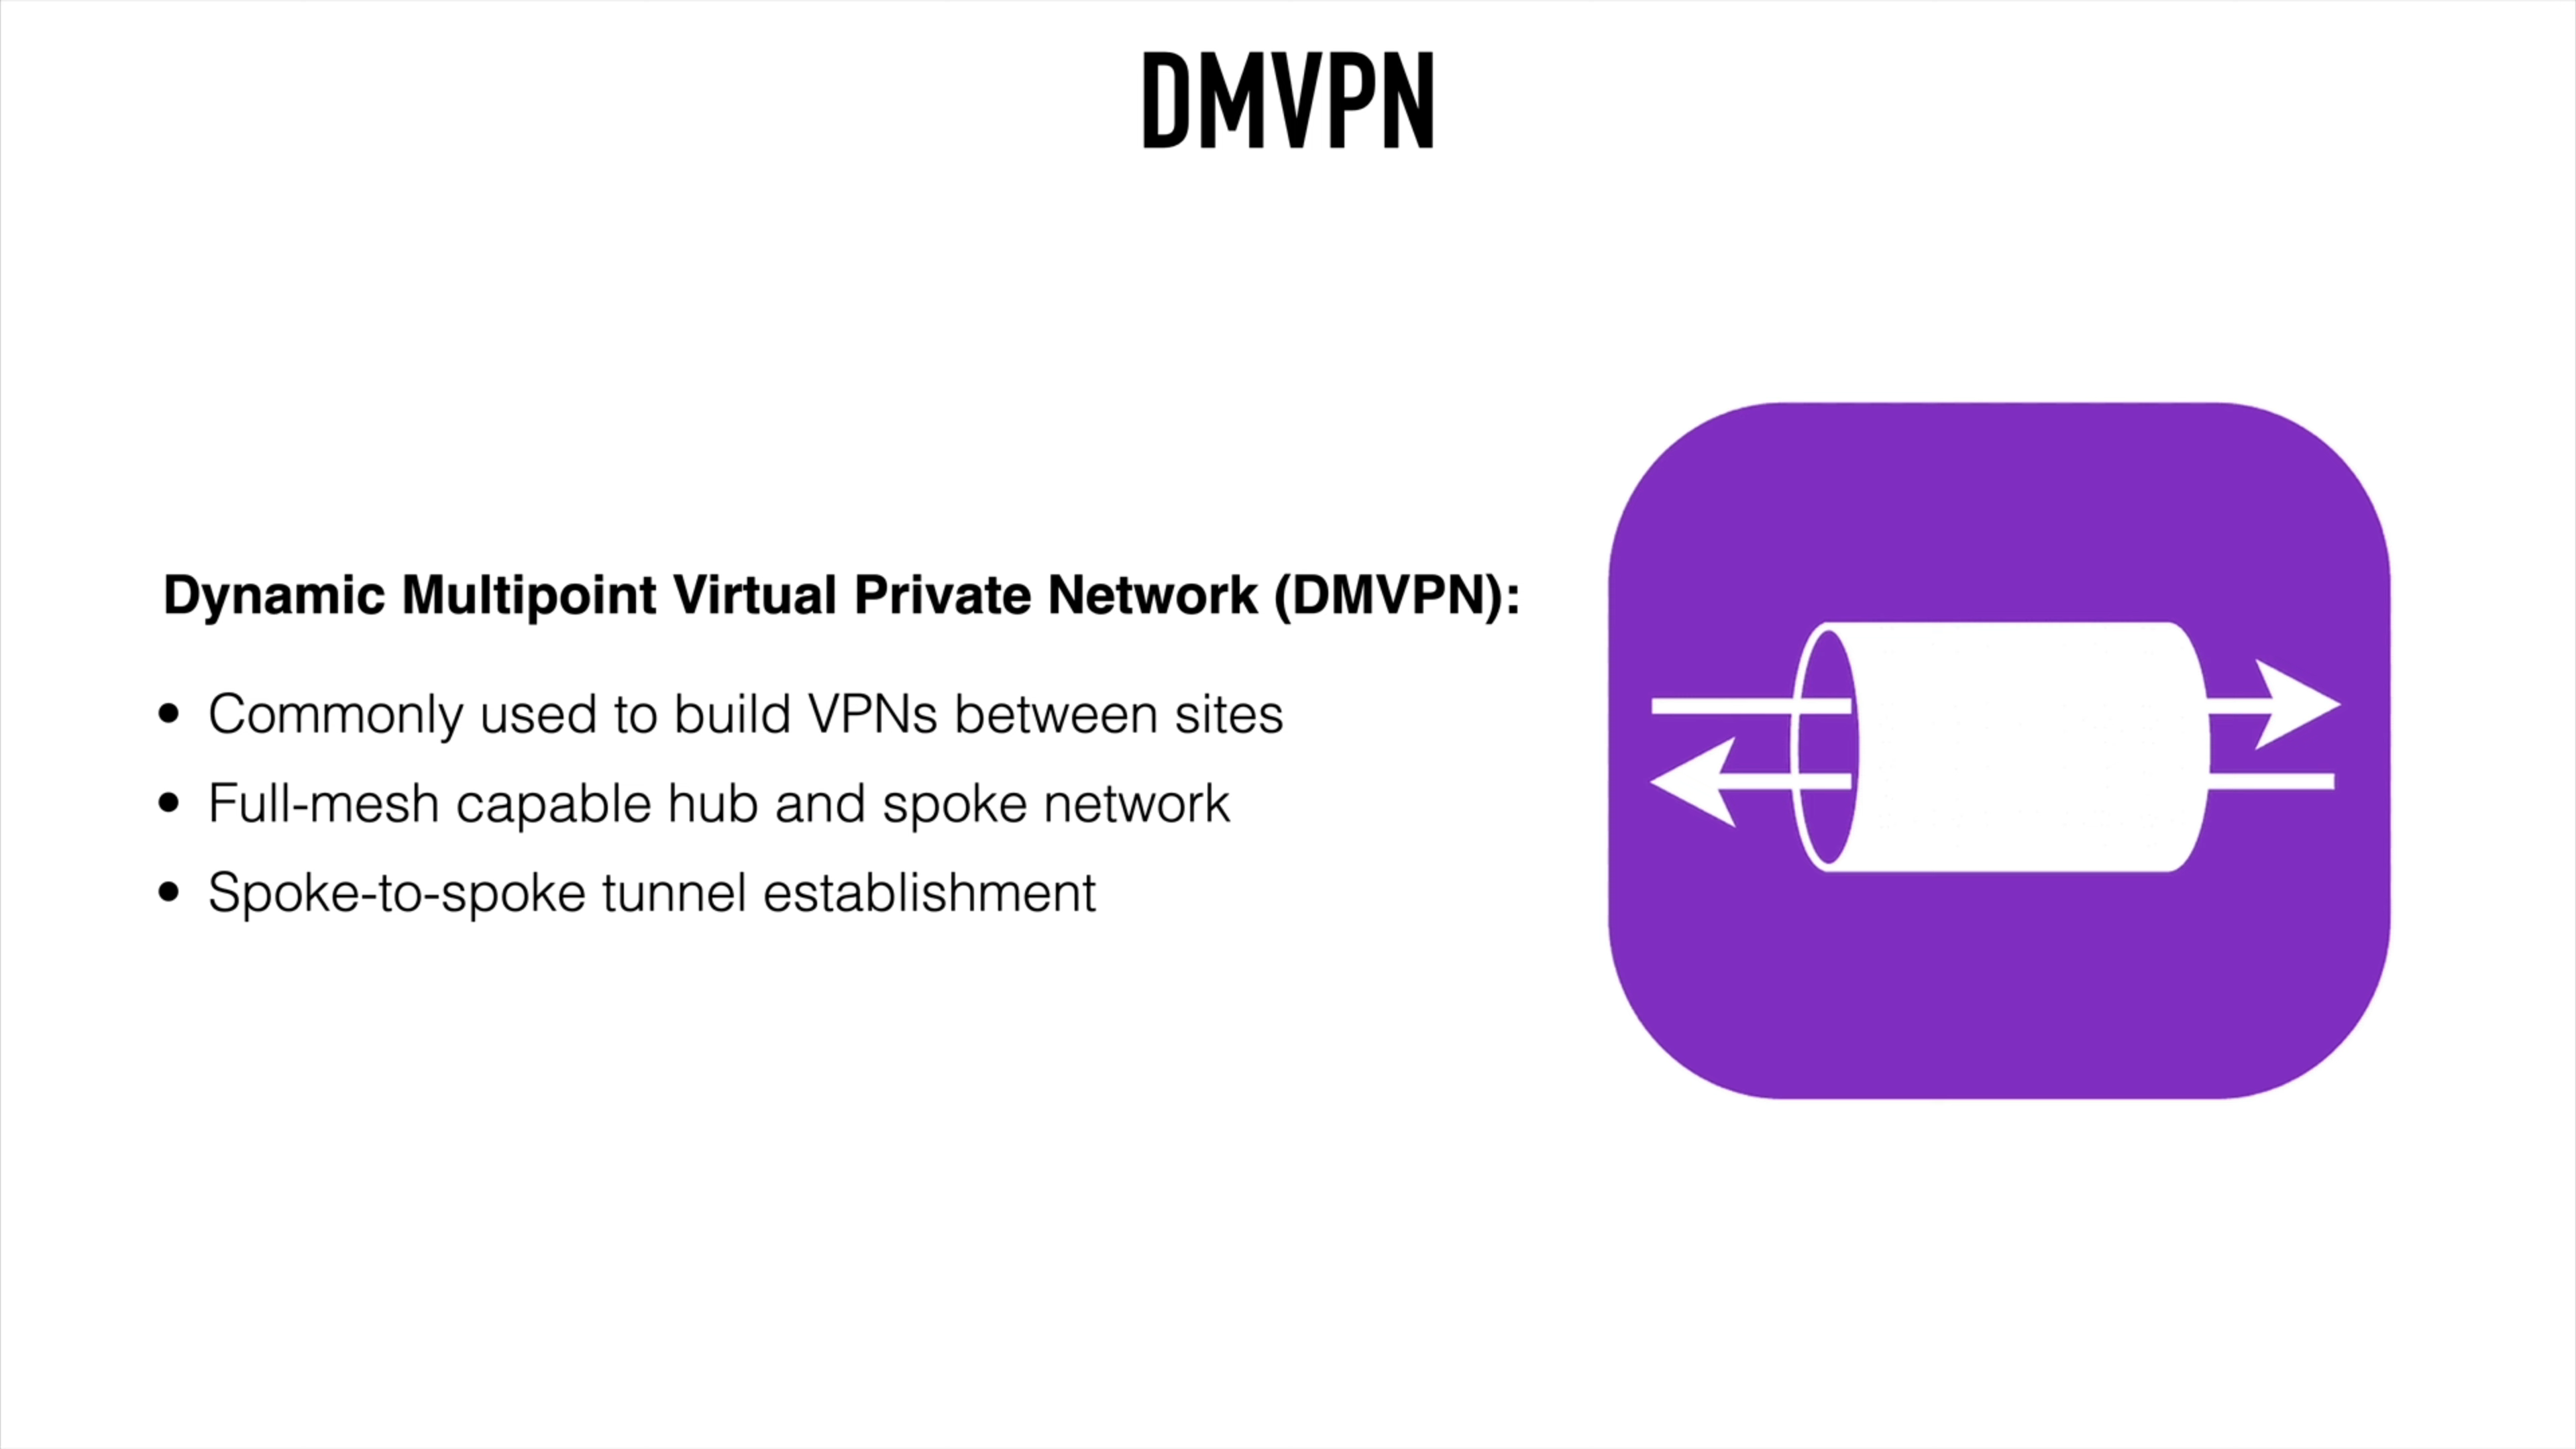 DMVPN
Dynamic Multipoint Virtual Private Network (DMVPN):
• Commonly used to build VPNs between sites
• Full-mesh capable hub and spoke network
• Spoke-to-spoke tunnel establishment